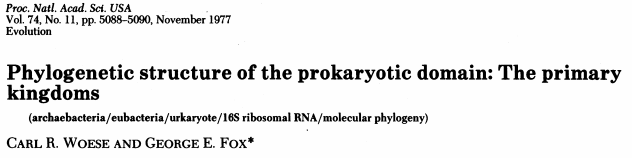 Proc. Natl. Acad. Sci. USA
Vol. 74, No. 11, pp. 5088-5090, November 1977
Evolution
Phylogenetic structure of the prokaryotic domain: The primary
kingdoms
(archaebacteria/eubacteria/urkaryote/16S ribosomal RNA/molecular phylogeny)
CARL R. WOESE AND GEORGE E. FOX*